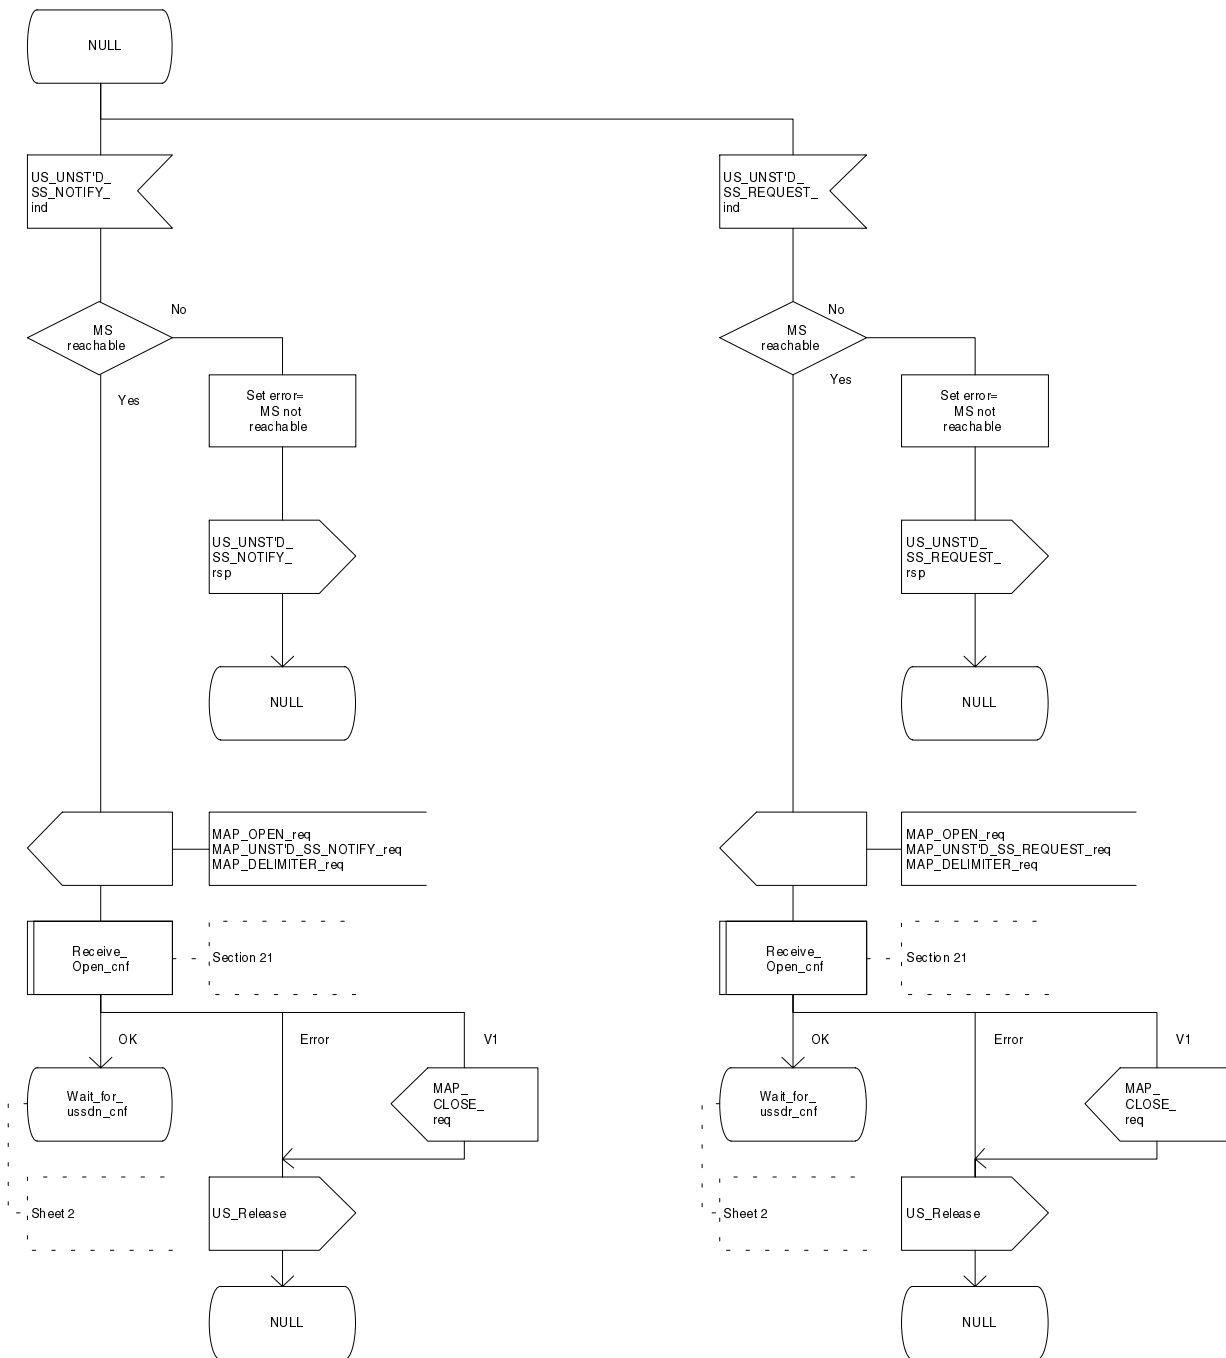 NULL
US_UNST'D_
SS_NOTIFY_
ind
US_UNST'D_
SS_REQUEST_
ind
MS
reachable
No
Yes
MS
reachable
No
Yes
Set error=
MS not
reachable
Set error=
MS not
reachable
US_UNST'D_
SS_NOTIFY_
rsp
US_UNST'D_
SS_REQUEST_
rsp
NULL
NULL
MAP_OPEN_req
MAP_UNST'D_SS_NOTIFY_req
MAP_DELIMITER_req
MAP_OPEN_req
MAP_UNST'D_SS_REQUEST_req
MAP_DELIMITER_req
Receive_
Open_cnf
Section 21
Receive_
Open_cnf
Section 21
OK
Error
V1
OK
Error
V1
Wait_for_
ussdn_cnf
MAP_
CLOSE_
req
Wait_for_
ussdr_cnf
MAP_
CLOSE_
req
Sheet 2
US_Release
Sheet 2
US_Release
NULL
NULL